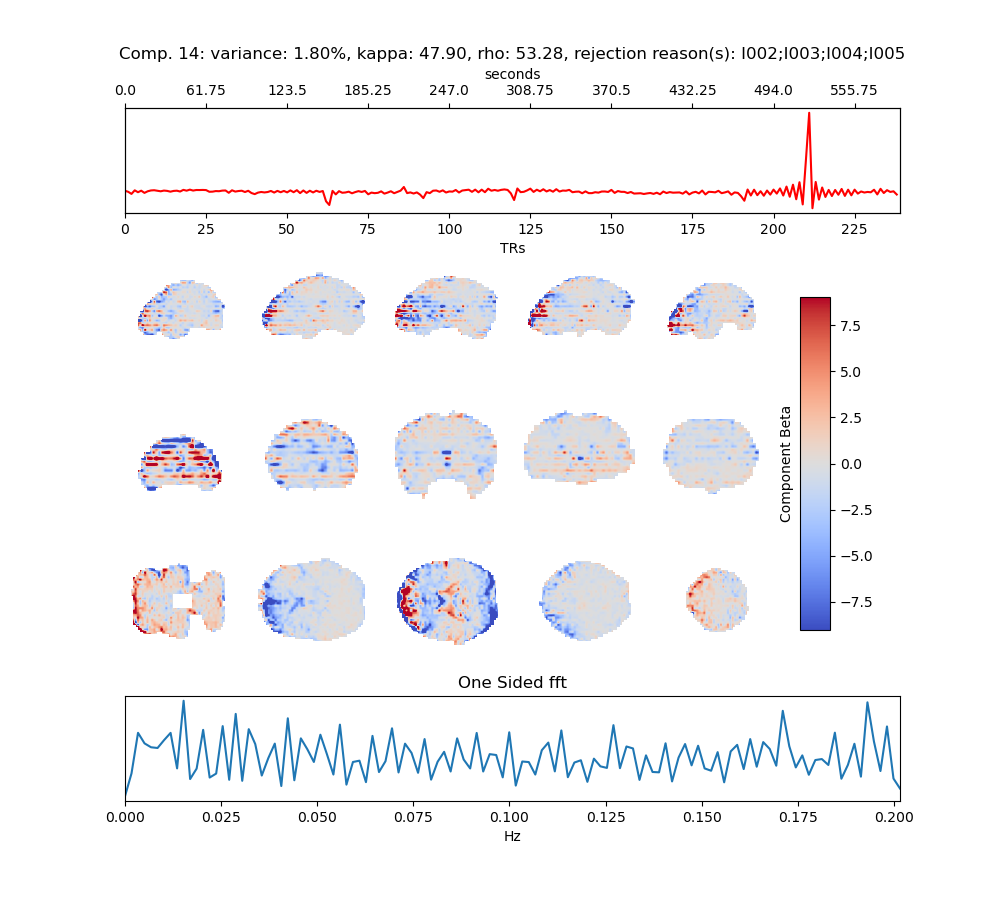 Comp. 14: variance: 1.80%, kappa: 47.90, rho: 53.28, rejection reason(s): I002;I003;I004;I005
seconds
0.0 61.75 123.5 185.25 247.0 308.75 370.5 432.25 494.0 555.75
0 25 50 75 100 125 150 175 200 225
TRs
7.5
5.0
2.5
0.0
−2.5
−5.0
−7.5
Component Beta
One Sided fft
0.000 0.025 0.050 0.075 0.100 0.125 0.150 0.175 0.200
Hz